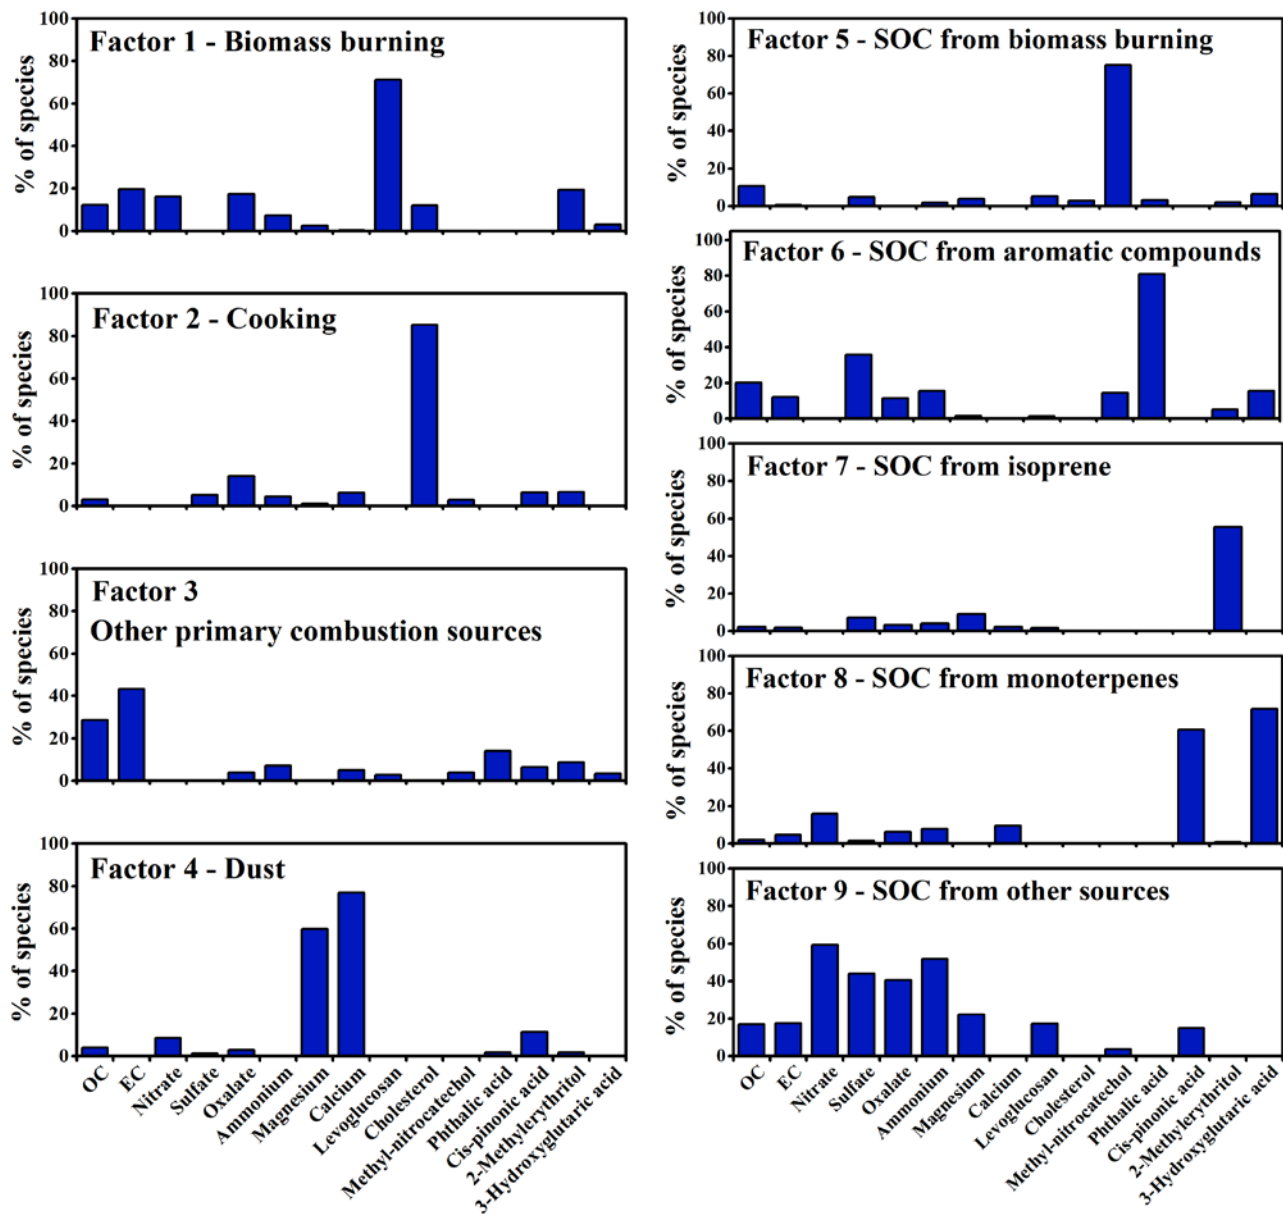 Factor 1 - Biomass burning
% of species
100
80
60
40
20
0
Factor 2 - Cooking
% of species
100
80
60
40
20
0
Factor 3
Other primary combustion sources
% of species
100
80
60
40
20
0
Factor 4 - Dust
% of species
100
80
60
40
20
0
OC
EC
Nitrate
Sulfate
Oxalate
Ammonium
Magnesium
Calcium
Levoglucosan
Cholesterol
Methyl-nitrocatechol
Phthalic acid
Cis-pinonic acid
2-Methylerythritol
3-Hydroxyglutaric acid
Factor 5 - SOC from biomass burning
% of species
100
80
60
40
20
0
Factor 6 - SOC from aromatic compounds
% of species
100
80
60
40
20
0
Factor 7 - SOC from isoprene
% of species
100
80
60
40
20
0
Factor 8 - SOC from monoterpenes
% of species
100
80
60
40
20
0
Factor 9 - SOC from other sources
% of species
100
80
60
40
20
0
OC
EC
Nitrate
Sulfate
Oxalate
Ammonium
Magnesium
Calcium
Levoglucosan
Cholesterol
Methyl-nitrocatechol
Phthalic acid
Cis-pinonic acid
2-Methylerythritol
3-Hydroxyglutaric acid